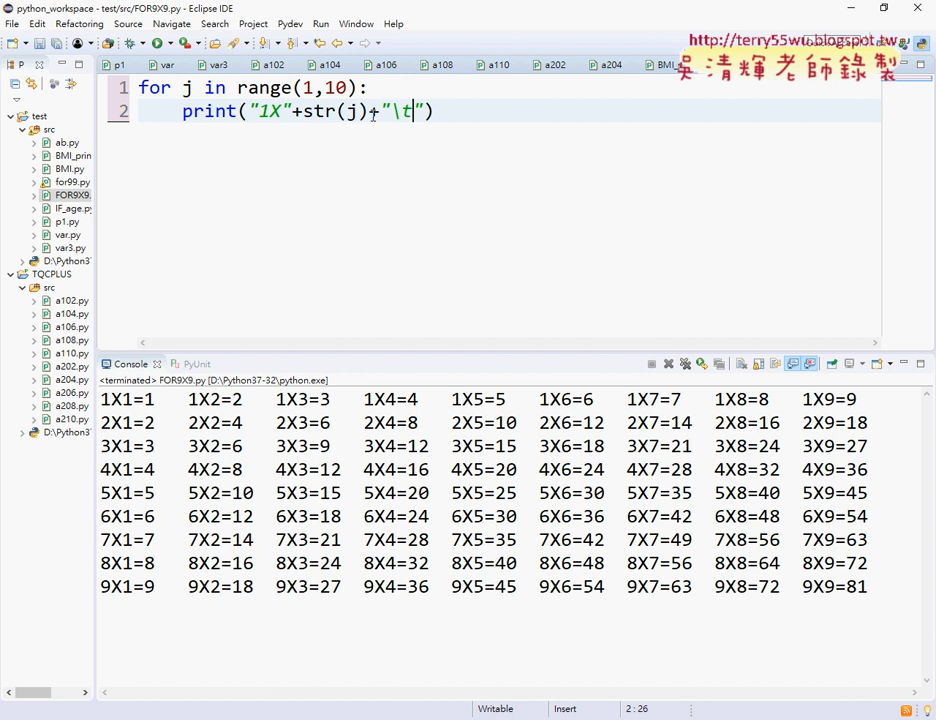 python_workspace - test/src/FOR9X9.py - Eclipse IDE
File Edit Refactoring Source Navigate Search Project Pydev Run Window Help
http://terry55wu.blogspot.tw
吳清輝老師錄製
P p1 var var3 a102 a104 a106 a108 a110 a202 a204 BMI
1 for j in range(1,10):
2 print("1X"+str(j)+"\t")
test
src
ab.py
BMI_prin
BMI.py
for99.py
FOR9X9.
IF_age.py
p1.py
var.py
var3.py
D:\Python3
TQCPLUS
src
a102.py
a104.py
a106.py
a108.py
a110.py
a202.py
a204.py
a206.py
a208.py
a210.py
D:\Python3
Console PyUnit
<terminated> FOR9X9.py [D:\Python37-32\python.exe]
1X1=1 1X2=2 1X3=3 1X4=4 1X5=5 1X6=6 1X7=7 1X8=8 1X9=9
2X1=2 2X2=4 2X3=6 2X4=8 2X5=10 2X6=12 2X7=14 2X8=16 2X9=18
3X1=3 3X2=6 3X3=9 3X4=12 3X5=15 3X6=18 3X7=21 3X8=24 3X9=27
4X1=4 4X2=8 4X3=12 4X4=16 4X5=20 4X6=24 4X7=28 4X8=32 4X9=36
5X1=5 5X2=10 5X3=15 5X4=20 5X5=25 5X6=30 5X7=35 5X8=40 5X9=45
6X1=6 6X2=12 6X3=18 6X4=24 6X5=30 6X6=36 6X7=42 6X8=48 6X9=54
7X1=7 7X2=14 7X3=21 7X4=28 7X5=35 7X6=42 7X7=49 7X8=56 7X9=63
8X1=8 8X2=16 8X3=24 8X4=32 8X5=40 8X6=48 8X7=56 8X8=64 8X9=72
9X1=9 9X2=18 9X3=27 9X4=36 9X5=45 9X6=54 9X7=63 9X8=72 9X9=81
Writable Insert 2 : 26